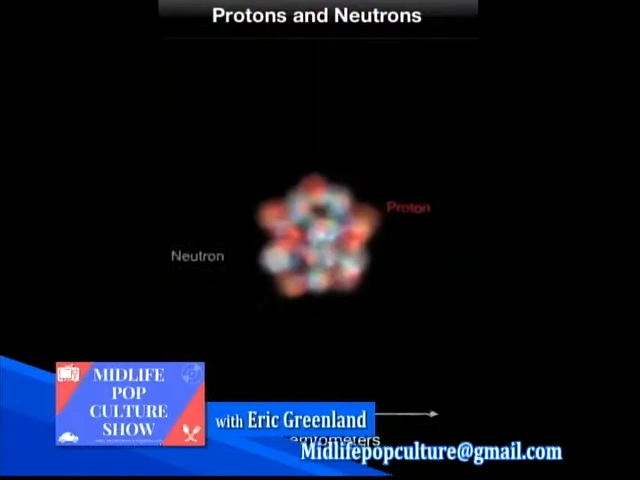 Protons and Neutrons
Proton
Neutron
MIDLIFE
POP
CULTURE
SHOW
with Eric Greenland
Midlifepopculture@gmail.com